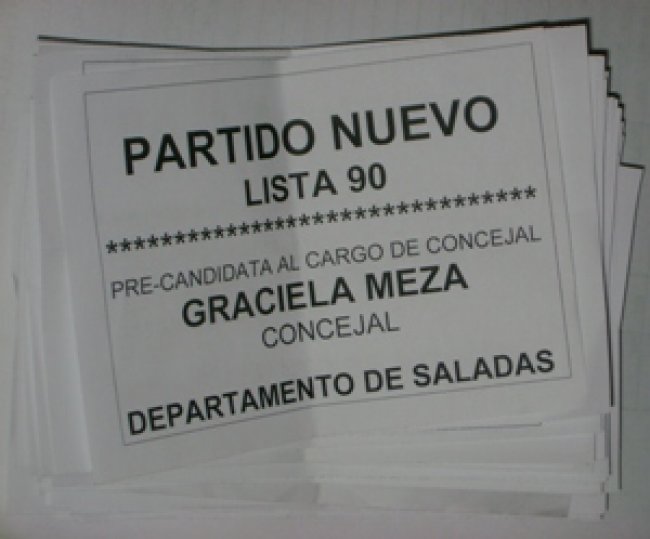 PARTIDO NUEVO
LISTA 90
********************************
PRE-CANDIDATA AL CARGO DE CONCEJAL
GRACIELA MEZA
CONCEJAL
DEPARTAMENTO DE SALADAS